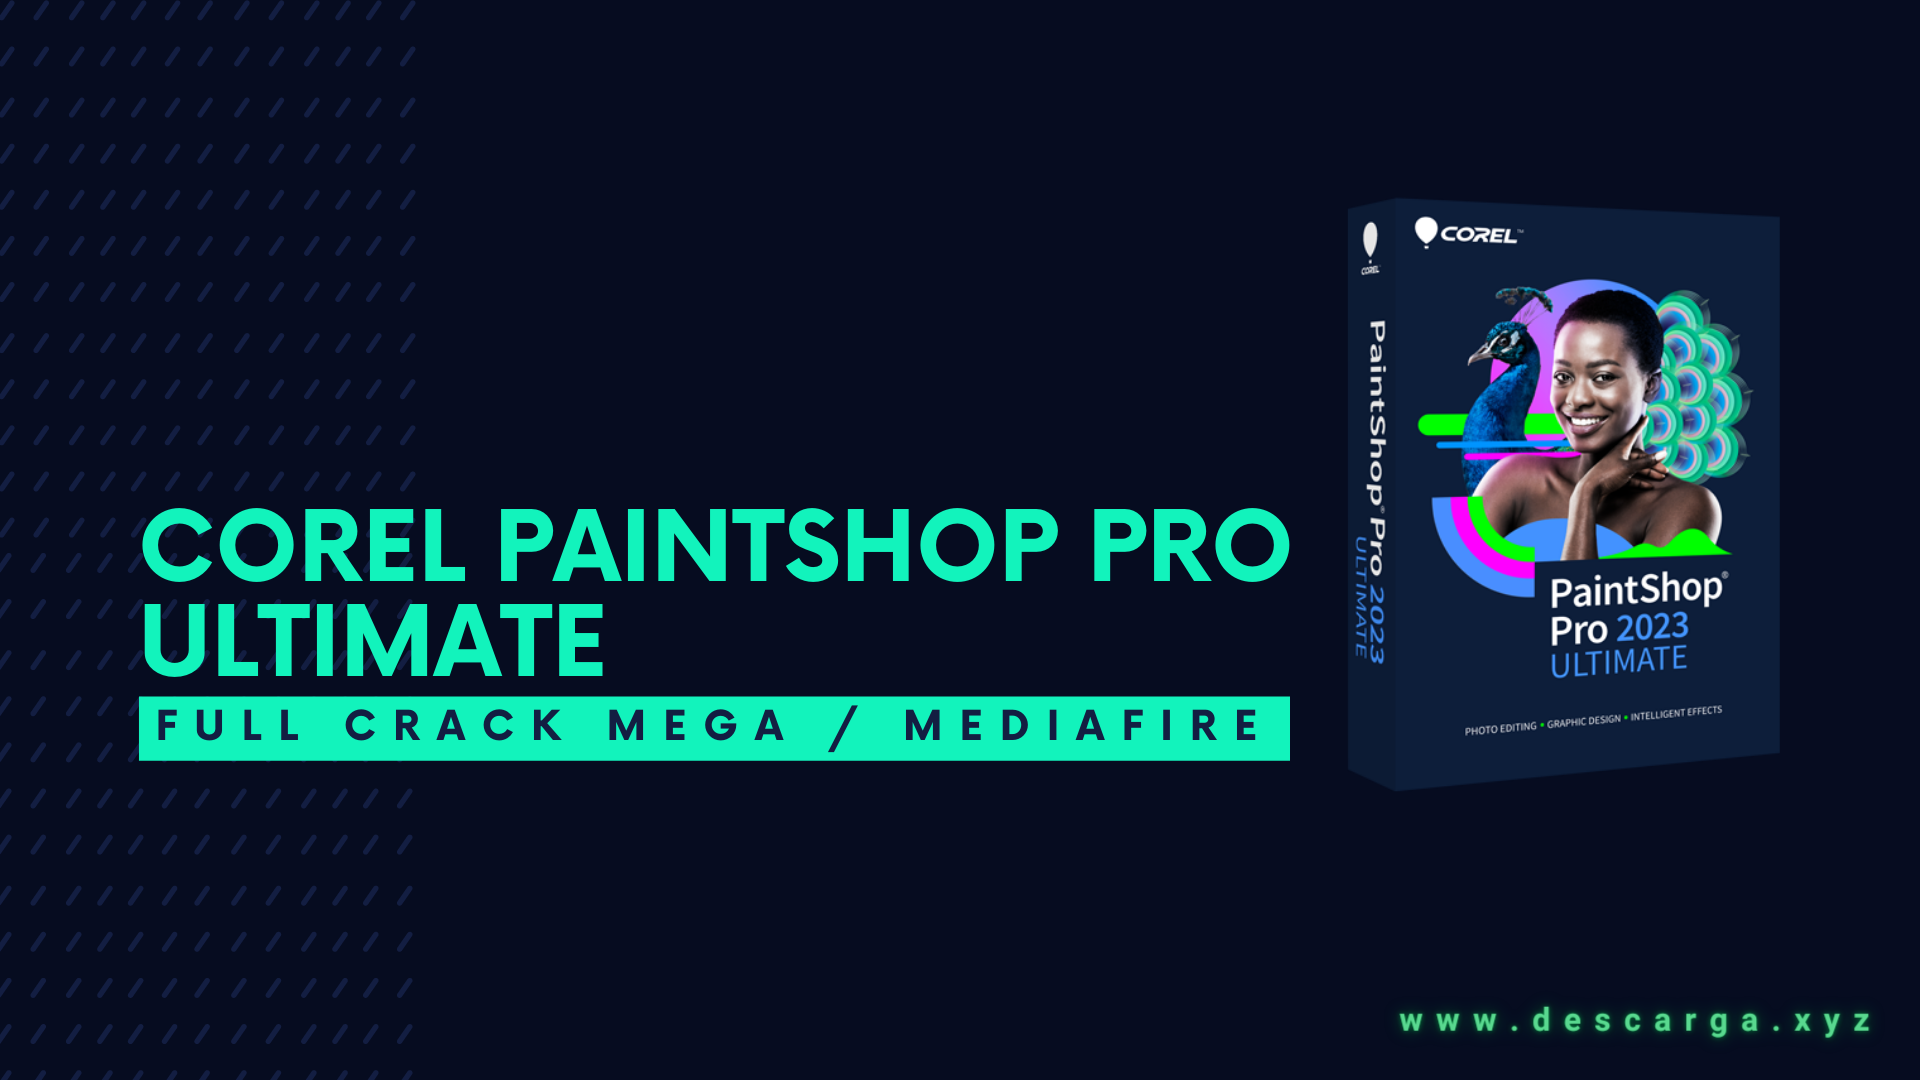 COREL PAINTSHOP PRO
ULTIMATE
FULL CRACK MEGA / MEDIAFIRE
COREL
PaintShop® Pro 2023
ULTIMATE
COREL™
PaintShop®
Pro 2023
ULTIMATE
PHOTO EDITING • GRAPHIC DESIGN • INTELLIGENT EFFECTS
www.descarga.xyz